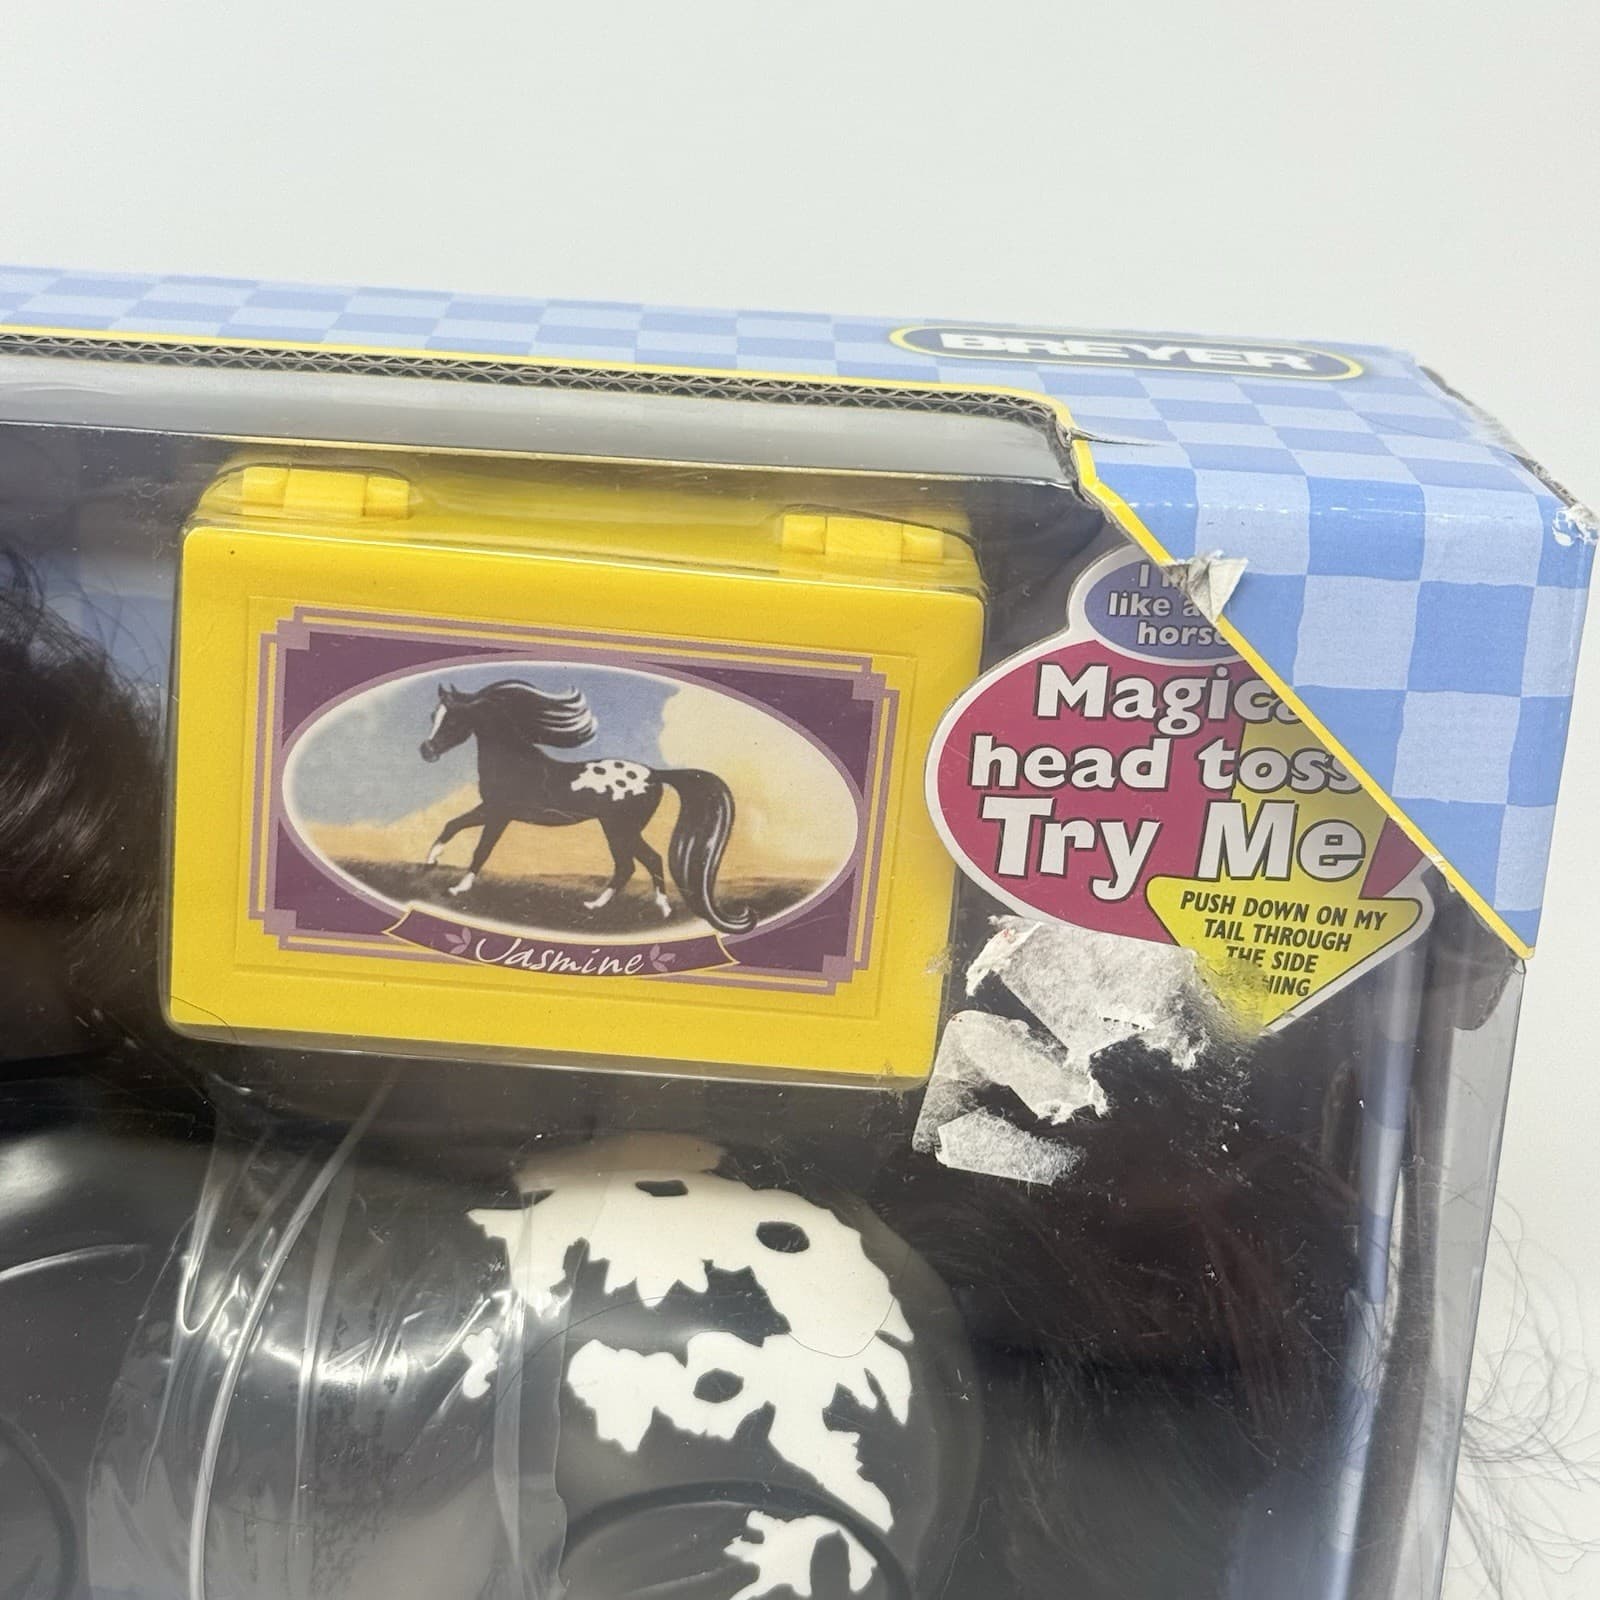 BREYER
like a
horse
Magica
head toss
Try Me!
PUSH DOWN ON MY
TAIL THROUGH
THE SIDE
HING
Jasmine